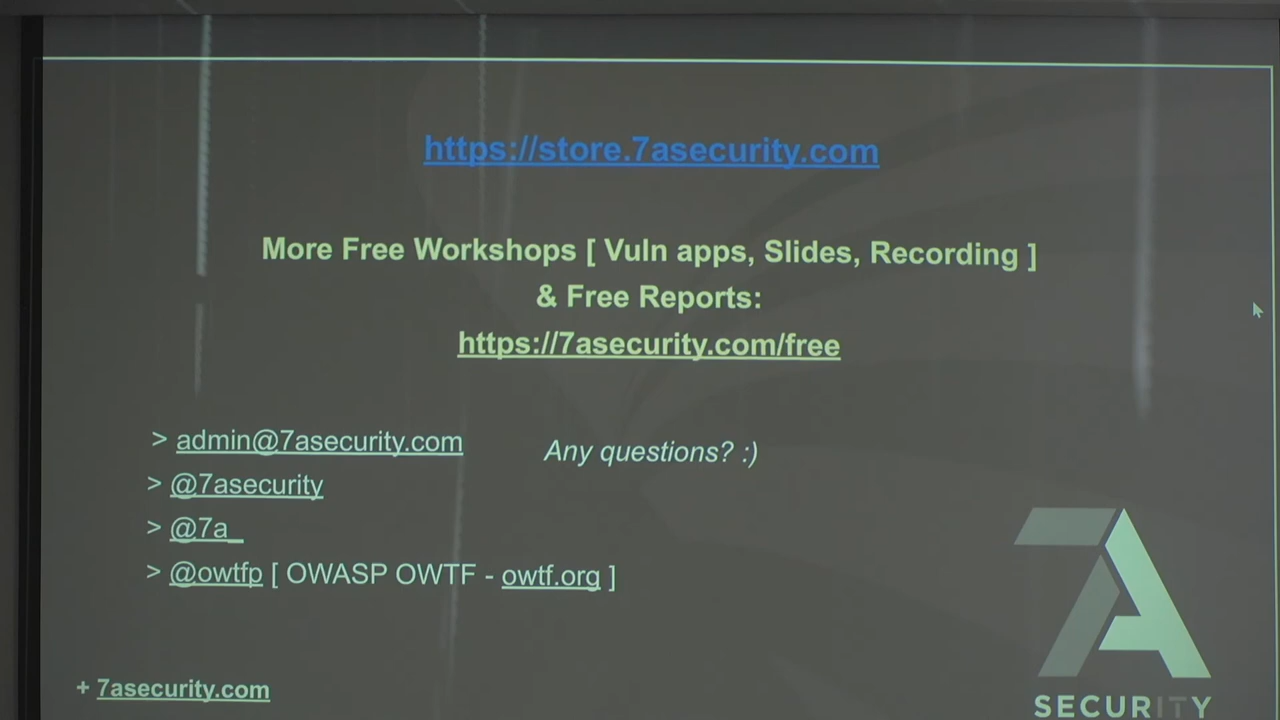 https://store.7asecurity.com
More Free Workshops [ Vuln apps, Slides, Recording ]
& Free Reports:
https://7asecurity.com/free
> admin@7asecurity.com
Any questions? :)
> @7asecurity
> @7a_
> @owtfp [ OWASP OWTF - owtf.org ]
+ 7asecurity.com
7A
SECURITY